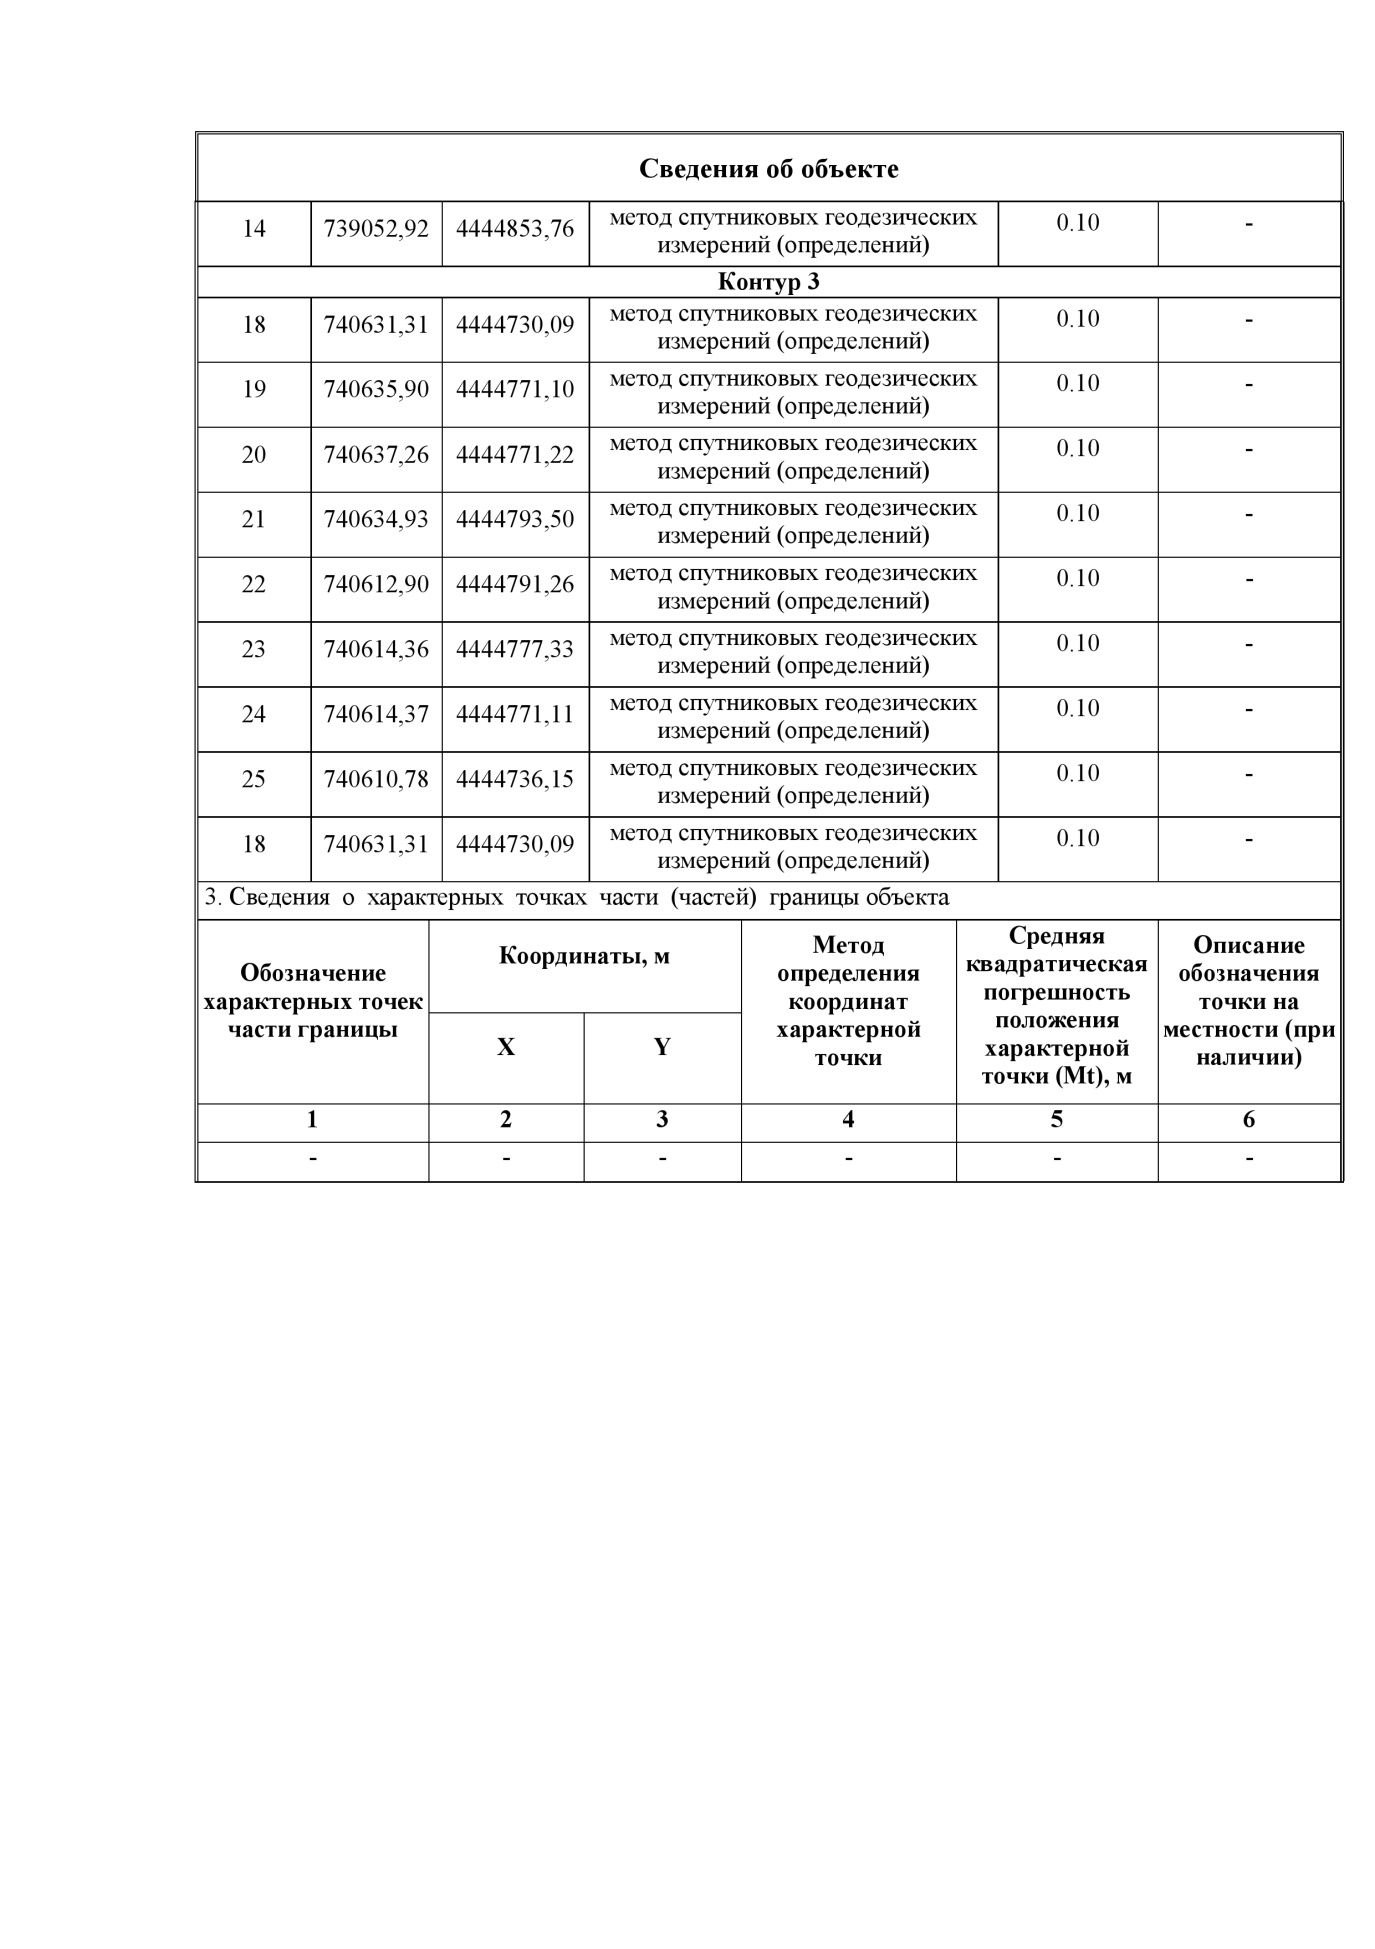 Сведения об объекте
14 739052,92 4444853,76 метод спутниковых геодезических измерений (определений) 0.10 -
Контур 3
18 740631,31 4444730,09 метод спутниковых геодезических измерений (определений) 0.10 -
19 740635,90 4444771,10 метод спутниковых геодезических измерений (определений) 0.10 -
20 740637,26 4444771,22 метод спутниковых геодезических измерений (определений) 0.10 -
21 740634,93 4444793,50 метод спутниковых геодезических измерений (определений) 0.10 -
22 740612,90 4444791,26 метод спутниковых геодезических измерений (определений) 0.10 -
23 740614,36 4444777,33 метод спутниковых геодезических измерений (определений) 0.10 -
24 740614,37 4444771,11 метод спутниковых геодезических измерений (определений) 0.10 -
25 740610,78 4444736,15 метод спутниковых геодезических измерений (определений) 0.10 -
18 740631,31 4444730,09 метод спутниковых геодезических измерений (определений) 0.10 -
3. Сведения о характерных точках части (частей) границы объекта
Обозначение
характерных точек
части границы
Координаты, м
X Y
Метод
определения
координат
характерной
точки
Средняя
квадратическая
погрешность
положения
характерной
точки (Mt), м
Описание
обозначения
точки на
местности (при
наличии)
1 2 3 4 5 6
- - - - - -